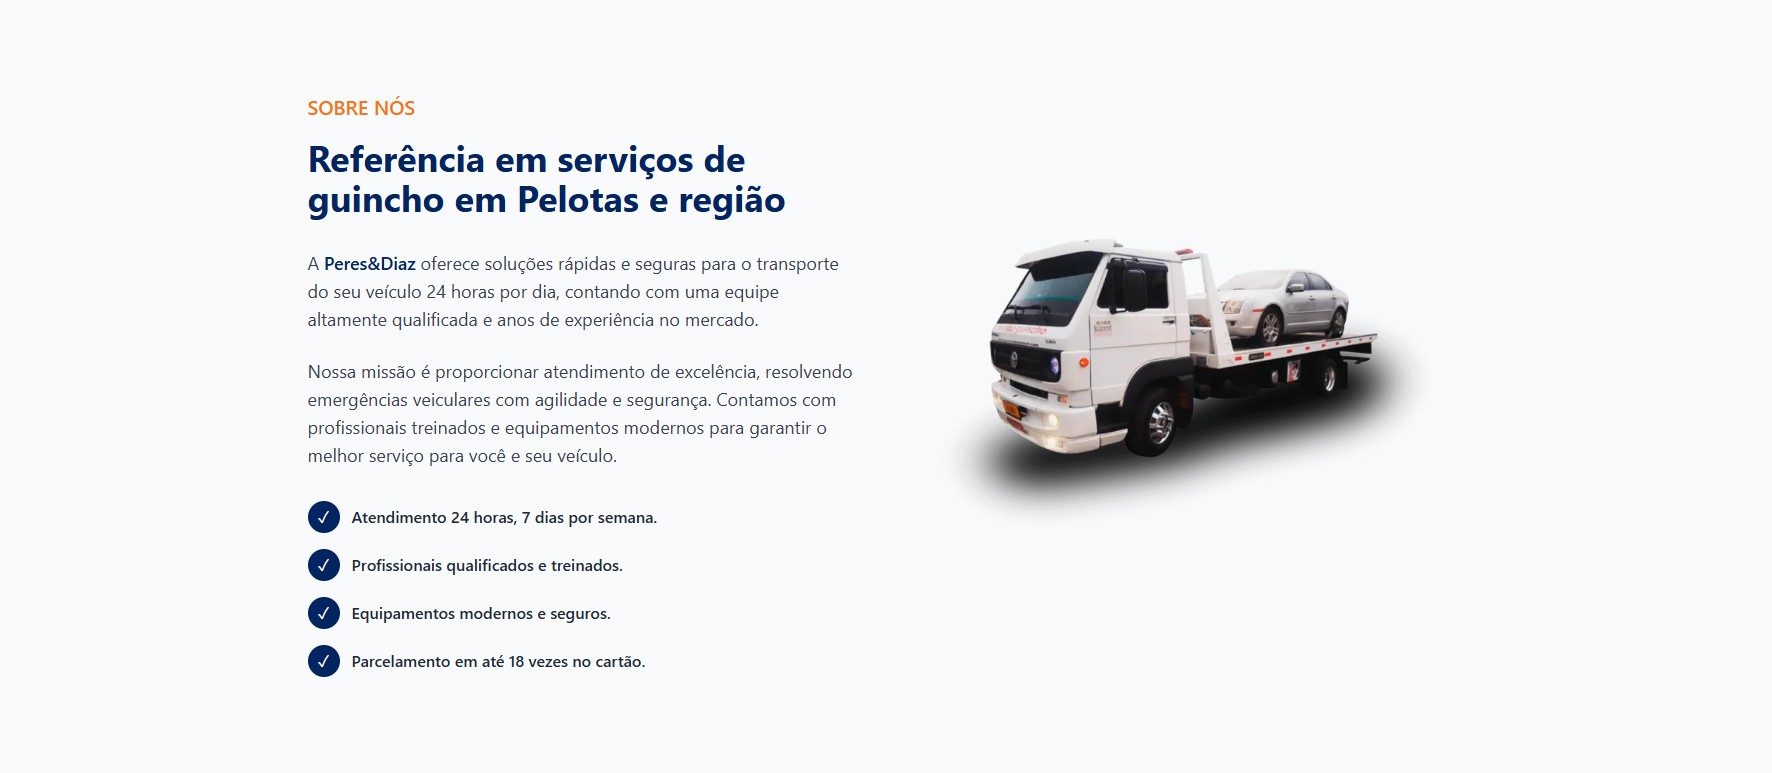 SOBRE NÓS
Referência em serviços de
guincho em Pelotas e região
A Peres&Diaz oferece soluções rápidas e seguras para o transporte
do seu veículo 24 horas por dia, contando com uma equipe
altamente qualificada e anos de experiência no mercado.
Nossa missão é proporcionar atendimento de excelência, resolvendo
emergências veiculares com agilidade e segurança. Contamos com
profissionais treinados e equipamentos modernos para garantir o
melhor serviço para você e seu veículo.
✓ Atendimento 24 horas, 7 dias por semana.
✓ Profissionais qualificados e treinados.
✓ Equipamentos modernos e seguros.
✓ Parcelamento em até 18 vezes no cartão.
guincho